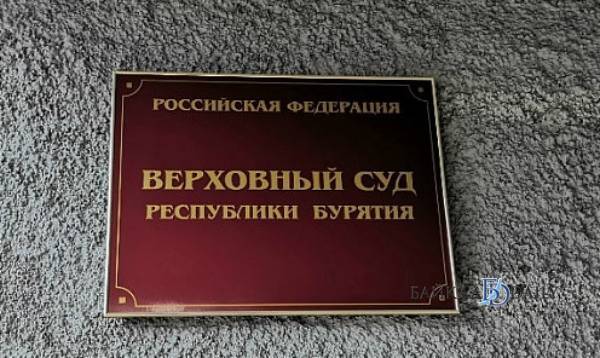 РОССИЙСКАЯ ФЕДЕРАЦИЯ
ВЕРХОВНЫЙ СУД
РЕСПУБЛИКИ БУРЯТИЯ